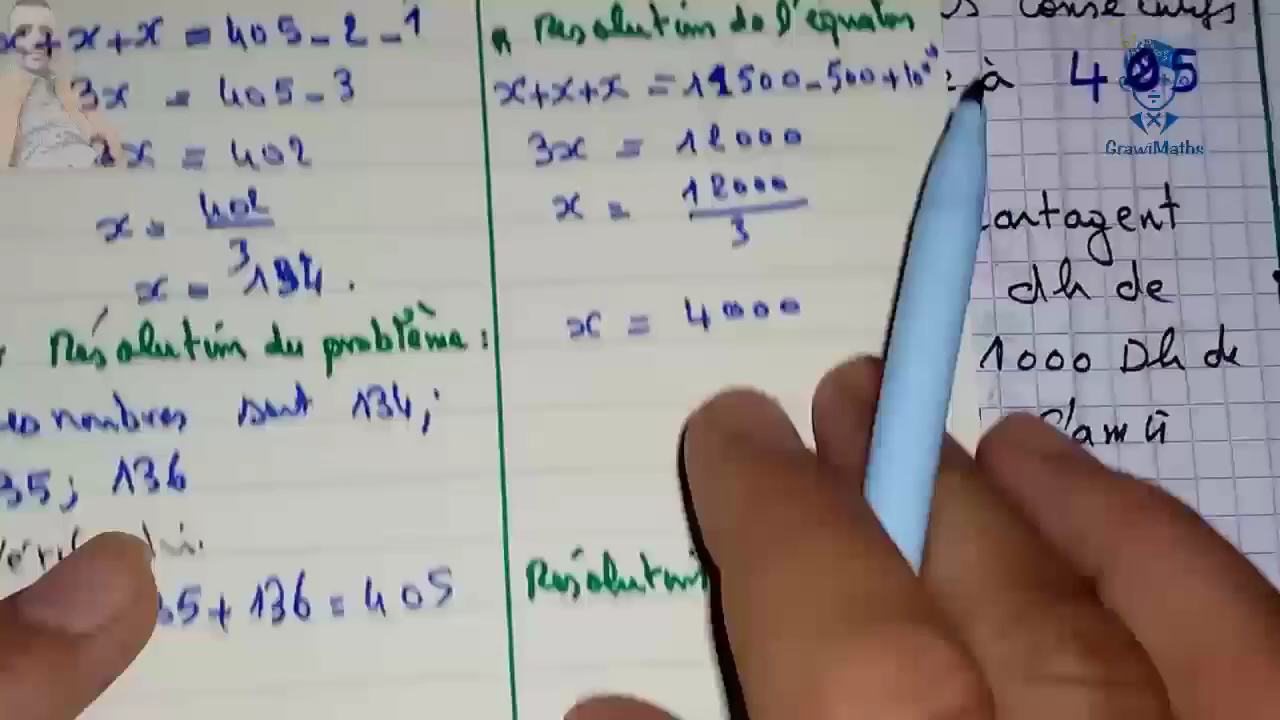 x+x+x = 405-2-1
3x = 405-3
3x = 402
x = 402
3
x = 134.
Résolution du problème :
nombres sont 134 ;
35 ; 136
35 + 136 = 405
Résolution de l'équation
x+x+x = 11500-500+10
3x = 12000
x = 12000
3
x = 4000
Résolution
à 405
GrawiMaths
partagent
dh de
1000 Dh de